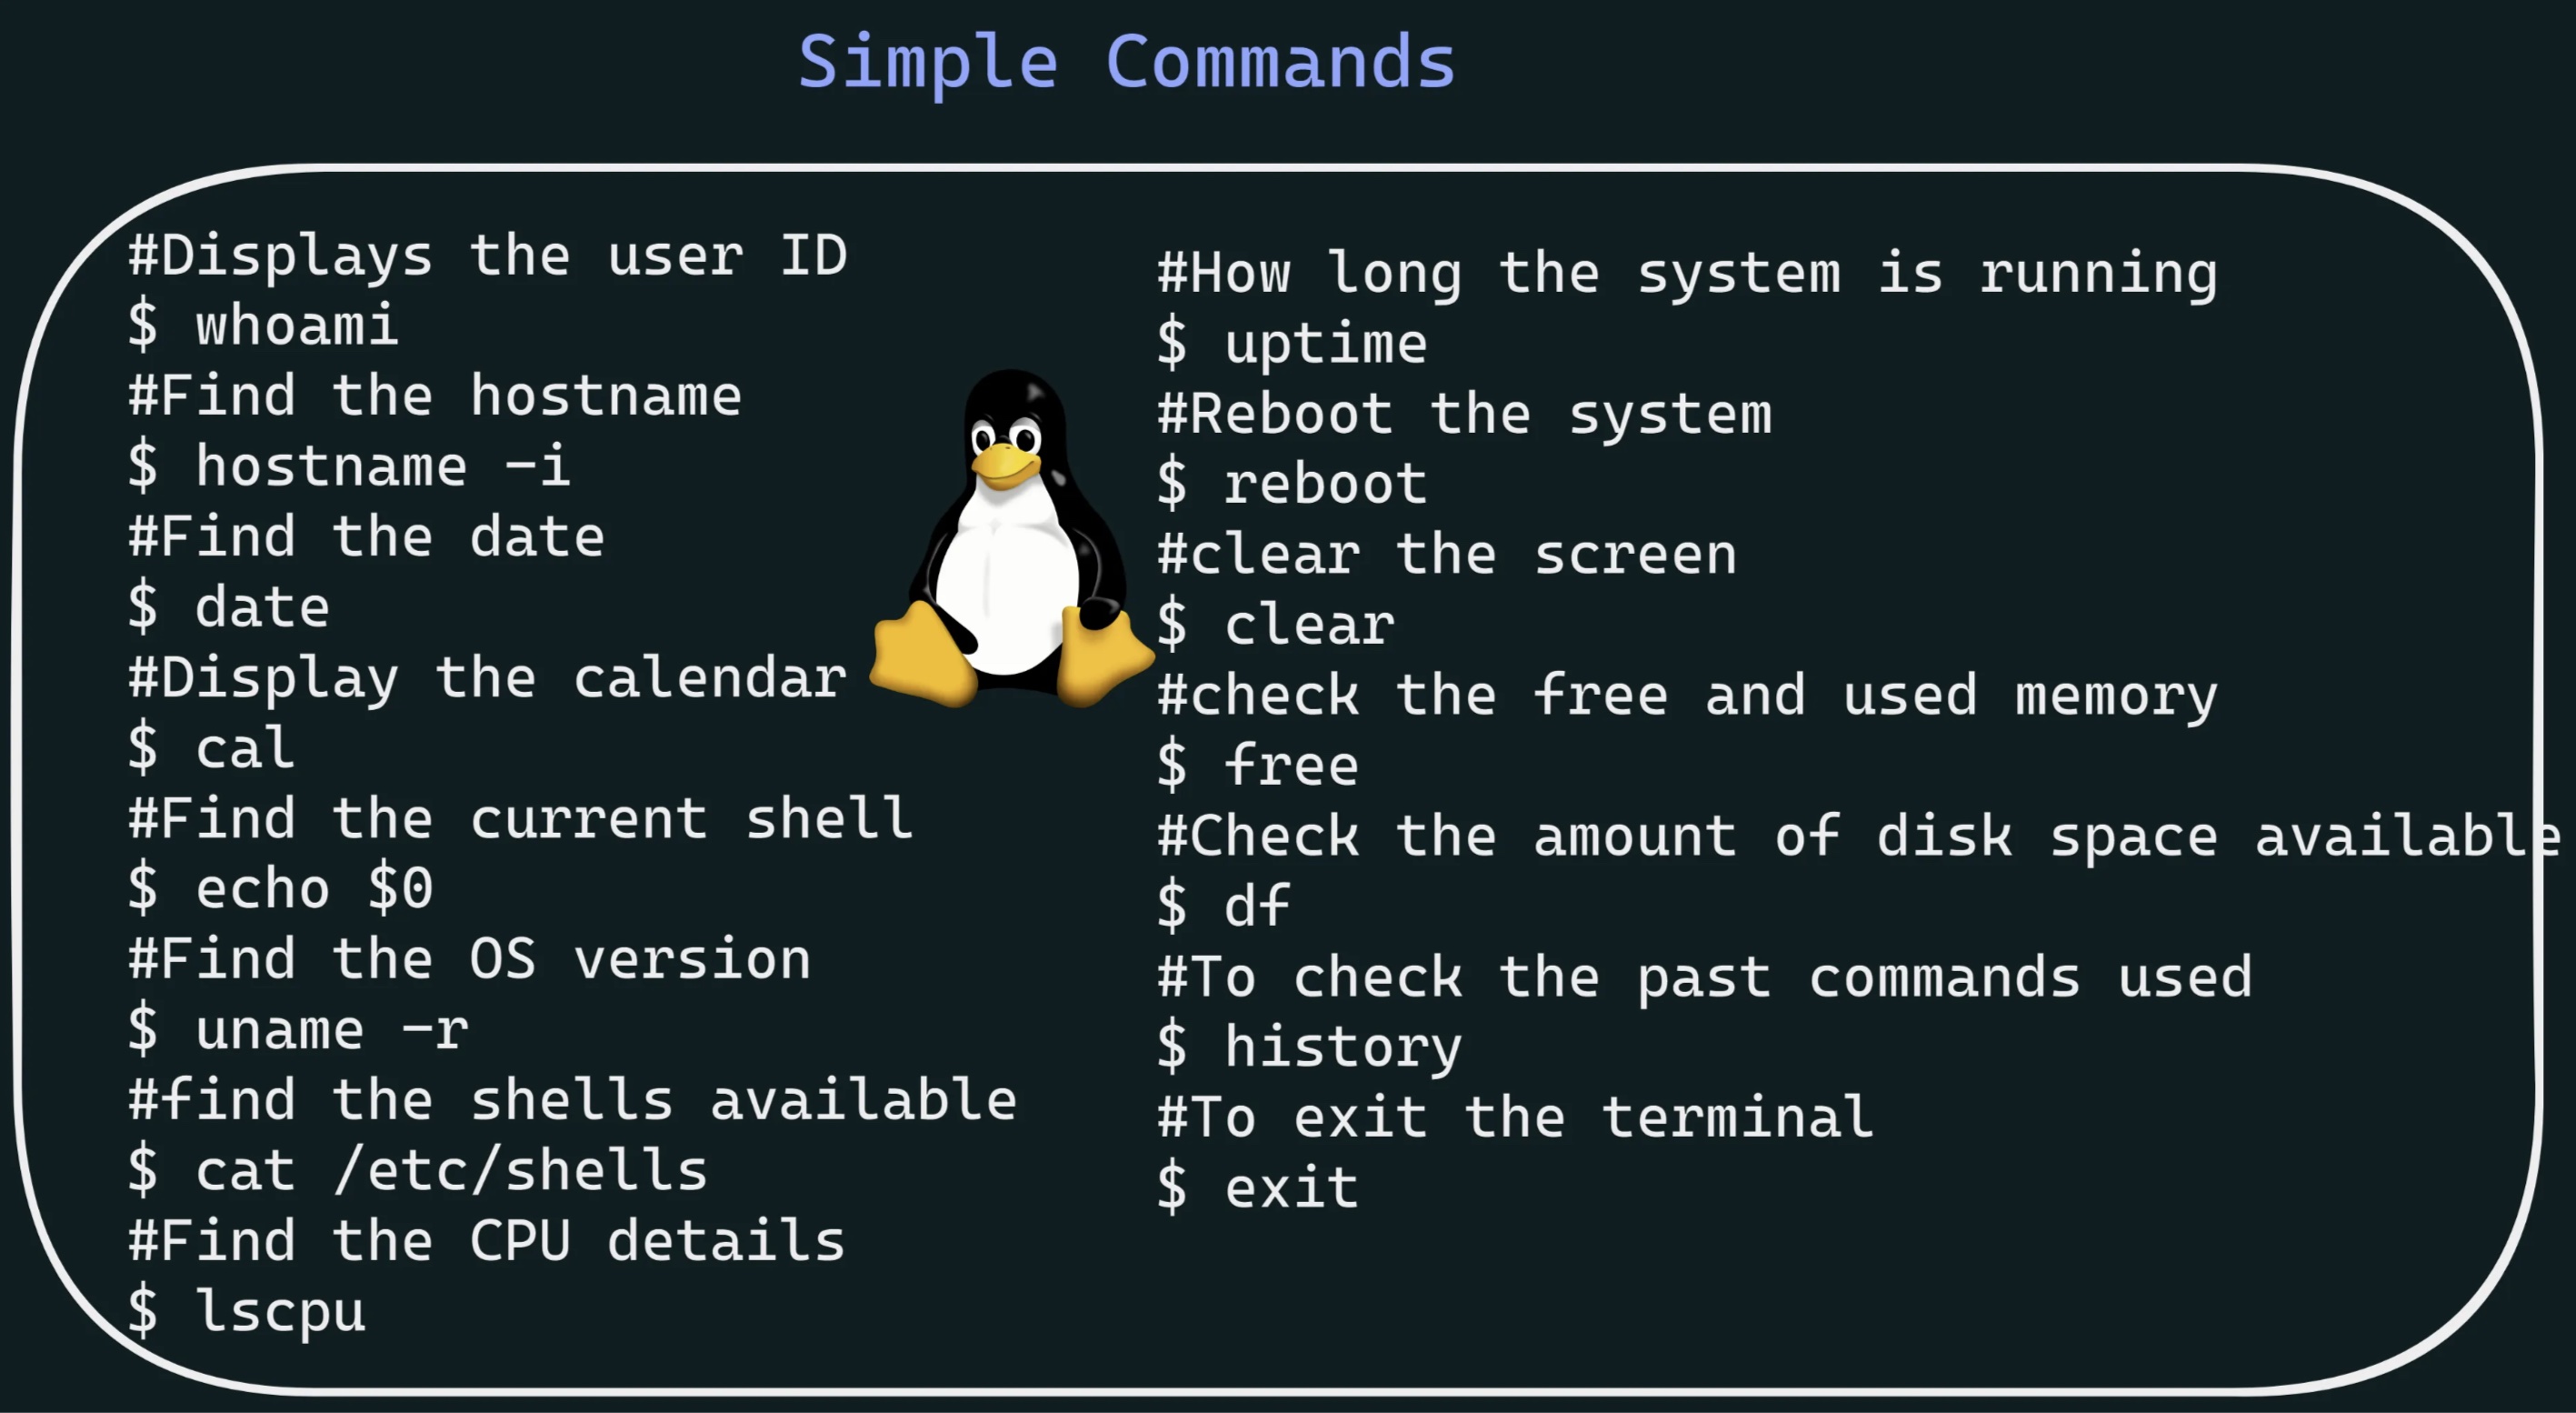 Simple Commands
#Displays the user ID
$ whoami
#Find the hostname
$ hostname -i
#Find the date
$ date
#Display the calendar
$ cal
#Find the current shell
$ echo $0
#Find the OS version
$ uname -r
#find the shells available
$ cat /etc/shells
#Find the CPU details
$ lscpu
#How long the system is running
$ uptime
#Reboot the system
$ reboot
#clear the screen
$ clear
#check the free and used memory
$ free
#Check the amount of disk space available
$ df
#To check the past commands used
$ history
#To exit the terminal
$ exit